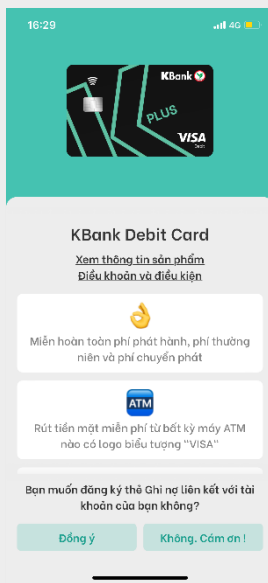 16:29
4G
KBank
PLUS
VISA
Debit
KBank Debit Card
Xem thông tin sản phẩm
Điều khoản và điều kiện
Miễn hoàn toàn phí phát hành, phí thường
niên và phí chuyển phát
ATM
Rút tiền mặt miễn phí từ bất kỳ máy ATM
nào có logo biểu tượng "VISA"
Bạn muốn đăng ký thẻ Ghi nợ liên kết với tài
khoản của bạn không?
Đồng ý
Không. Cám ơn !